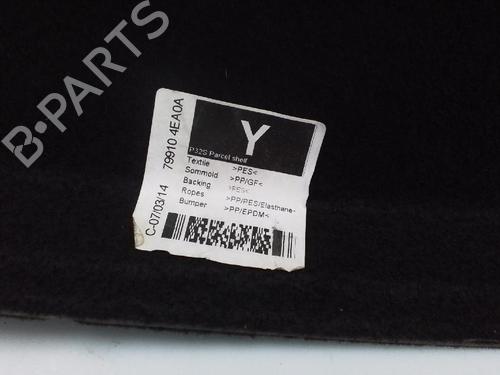 B-PARTS
Y
P32S Parcel shelf
Textile >PES<
Sommold >PP/GF<
Backing >PES<
Ropes >PP/PES/Elasthane<
Bumper >PP/EPDM<
C-07/03/14 79910 4EA0A